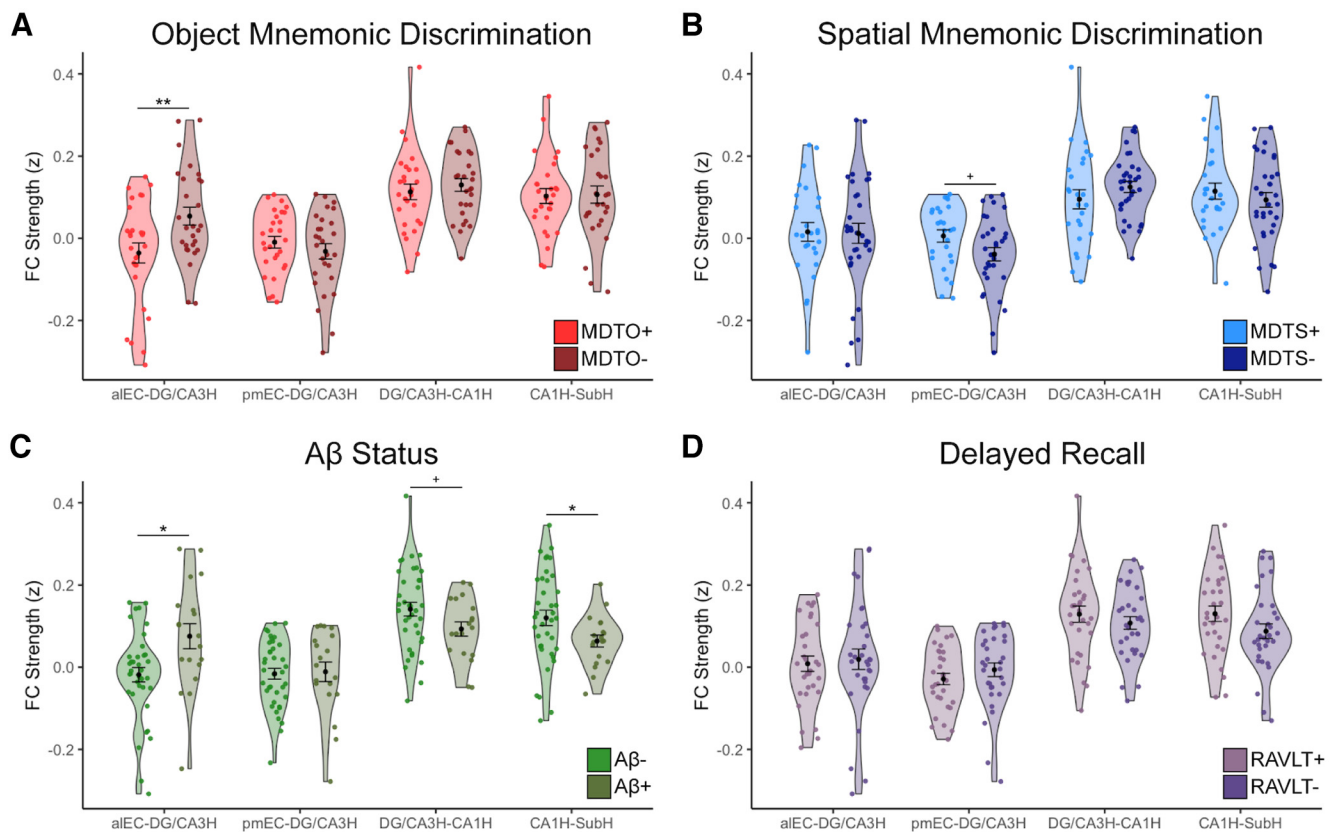 A
Object Mnemonic Discrimination
FC Strength (z)
0.4
0.2
0.0
-0.2
**
MDTO+
MDTO-
alEC-DG/CA3H
pmEC-DG/CA3H
DG/CA3H-CA1H
CA1H-SubH
B
Spatial Mnemonic Discrimination
FC Strength (z)
0.4
0.2
0.0
-0.2
+
MDTS+
MDTS-
alEC-DG/CA3H
pmEC-DG/CA3H
DG/CA3H-CA1H
CA1H-SubH
C
Aβ Status
FC Strength (z)
0.4
0.2
0.0
-0.2
*
+
*
Aβ-
Aβ+
alEC-DG/CA3H
pmEC-DG/CA3H
DG/CA3H-CA1H
CA1H-SubH
D
Delayed Recall
FC Strength (z)
0.4
0.2
0.0
-0.2
RAVLT+
RAVLT-
alEC-DG/CA3H
pmEC-DG/CA3H
DG/CA3H-CA1H
CA1H-SubH